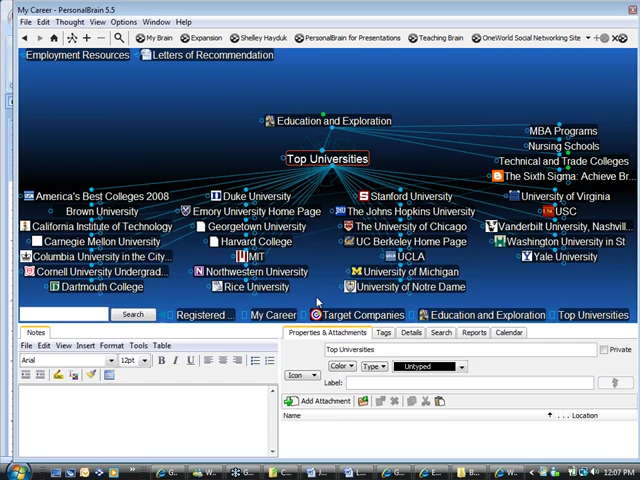 My Career - PersonalBrain 5.5
File Edit Thought View Options Window Help
My Brain Expansion Shelley Hayduk PersonalBrain for Presentations Teaching Brain OneWorld Social Networking Site
Employment Resources Letters of Recommendation
Education and Exploration
MBA Programs
Nursing Schools
Top Universities
Technical and Trade Colleges
The Sixth Sigma: Achieve Br...
America's Best Colleges 2008 Duke University Stanford University University of Virginia
Brown University Emory University Home Page The Johns Hopkins University USC
California Institute of Technology Georgetown University The University of Chicago Vanderbilt University, Nashvill...
Carnegie Mellon University Harvard College UC Berkeley Home Page Washington University in St
Columbia University in the City... MIT UCLA Yale University
Cornell University Undergrad... Northwestern University University of Michigan
Dartmouth College Rice University University of Notre Dame
Search Registered ... My Career Target Companies Education and Exploration Top Universities
Notes Properties & Attachments Tags Details Search Reports Calendar
File Edit View Insert Format Tools Table
Top Universities Private
Arial 12pt B I U
Icon Color Type Untyped
Label:
Add Attachment
Name ... Location
12:07 PM